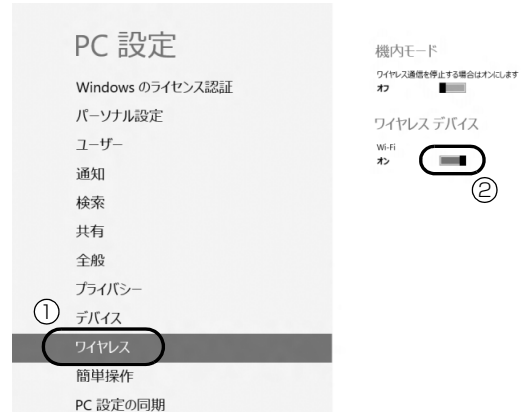 PC 設定
Windows のライセンス認証
パーソナル設定
ユーザー
通知
検索
共有
全般
プライバシー
① デバイス
ワイヤレス
簡単操作
PC 設定の同期
機内モード
ワイヤレス通信を停止する場合はオンにします
オフ
ワイヤレス デバイス
Wi-Fi
オン
②